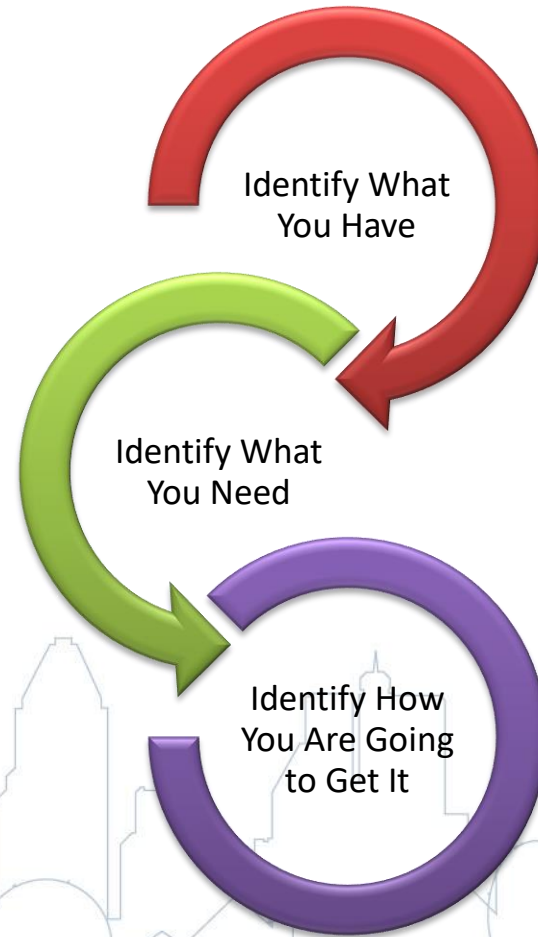 Identify What
You Have
Identify What
You Need
Identify How
You Are Going
to Get It